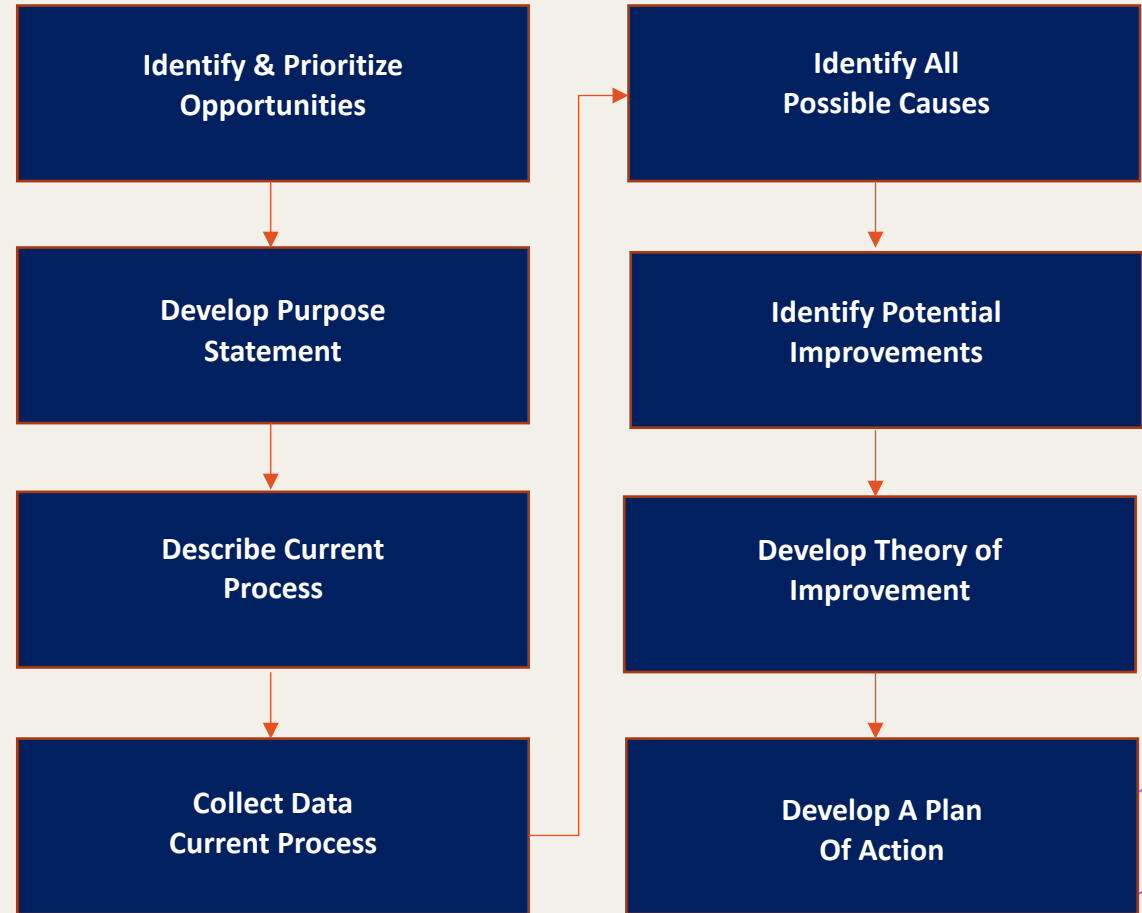 Identify & Prioritize
Opportunities
Develop Purpose
Statement
Describe Current
Process
Collect Data
Current Process
Identify All
Possible Causes
Identify Potential
Improvements
Develop Theory of
Improvement
Develop A Plan
Of Action